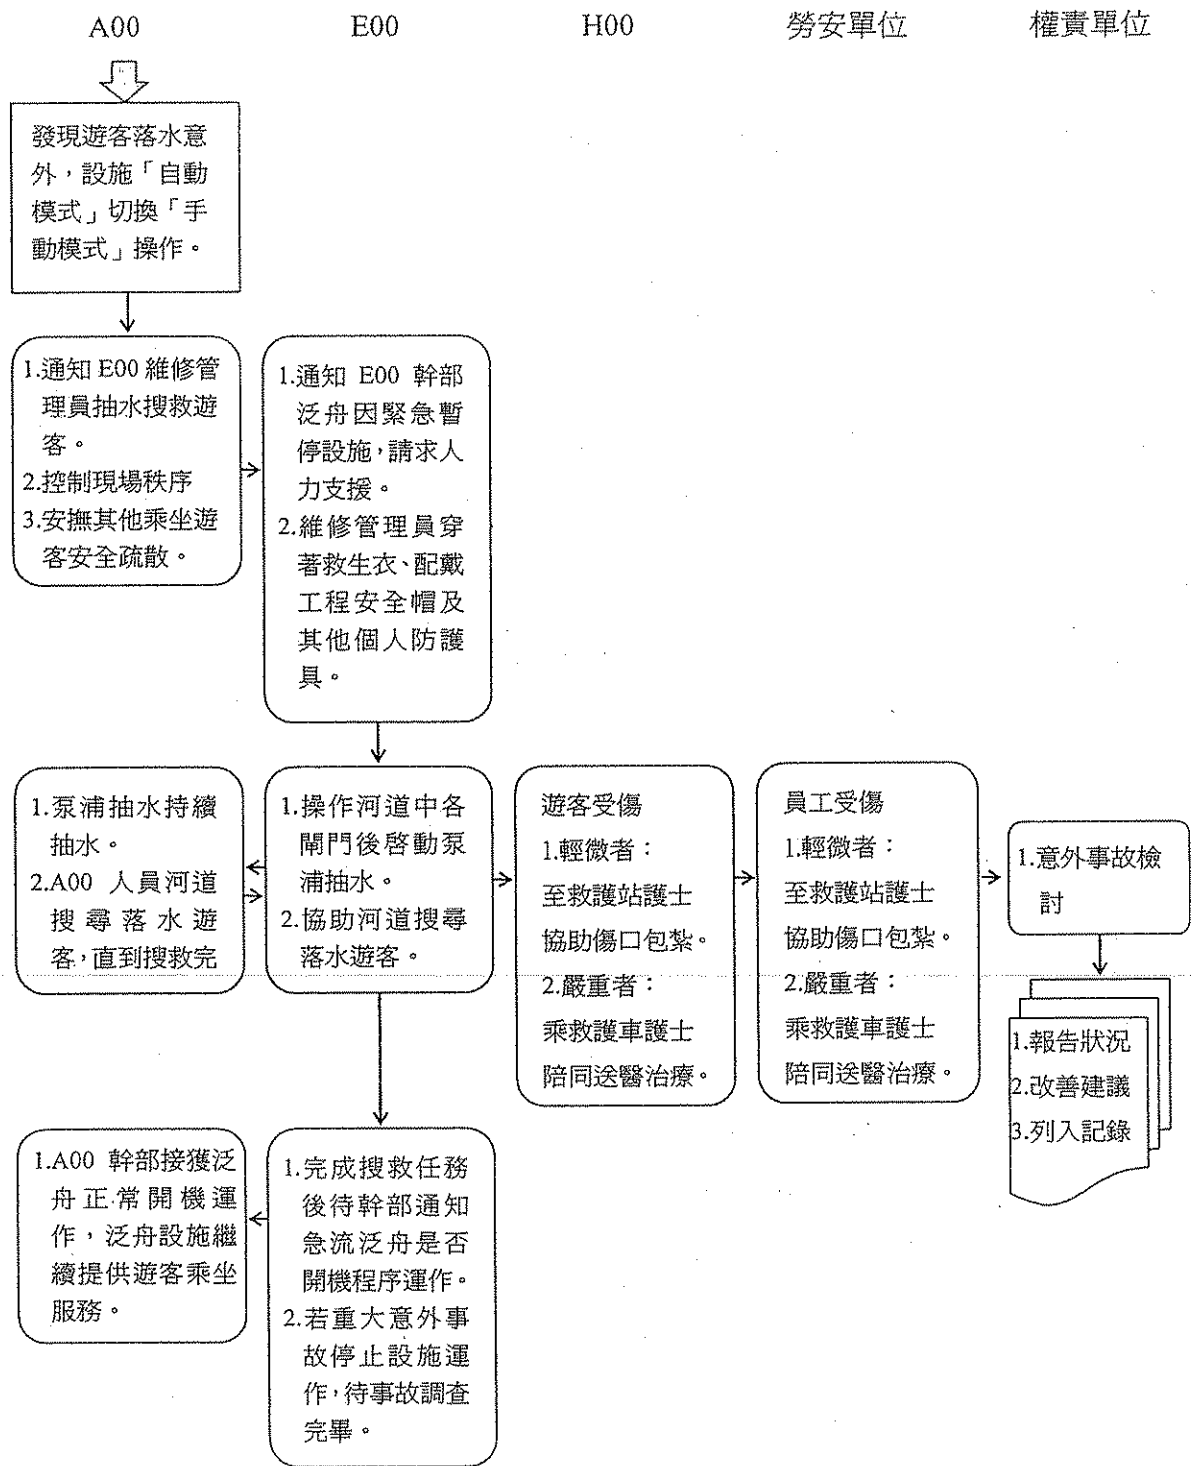 A00
E00
H00
勞安單位
權責單位
發現遊客落水意
外，設施「自動
模式」切換「手
動模式」操作。
1.通知 E00 維修管
理員抽水搜救遊
客。
2.控制現場秩序
3.安撫其他乘坐遊
客安全疏散。
1.通知 E00 幹部
泛舟因緊急暫
停設施，請求人
力支援。
2.維修管理員穿
著救生衣、配戴
工程安全帽及
其他個人防護
具。
1.泵浦抽水持續
抽水。
2.A00 人員河道
搜尋落水遊
客，直到搜救完
1.操作河道中各
閘門後啓動泵
浦抽水。
2.協助河道搜尋
落水遊客。
遊客受傷
1.輕微者：
至救護站護士
協助傷口包紮。
2.嚴重者：
乘救護車護士
陪同送醫治療。
員工受傷
1.輕微者：
至救護站護士
協助傷口包紮。
2.嚴重者：
乘救護車護士
陪同送醫治療。
1.意外事故檢
討
1.報告狀況
2.改善建議
3.列入記錄
1.A00 幹部接獲泛
舟正常開機運
作，泛舟設施繼
續提供遊客乘坐
服務。
1.完成搜救任務
後待幹部通知
急流泛舟是否
開機程序運作。
2.若重大意外事
故停止設施運
作，待事故調查
完畢。